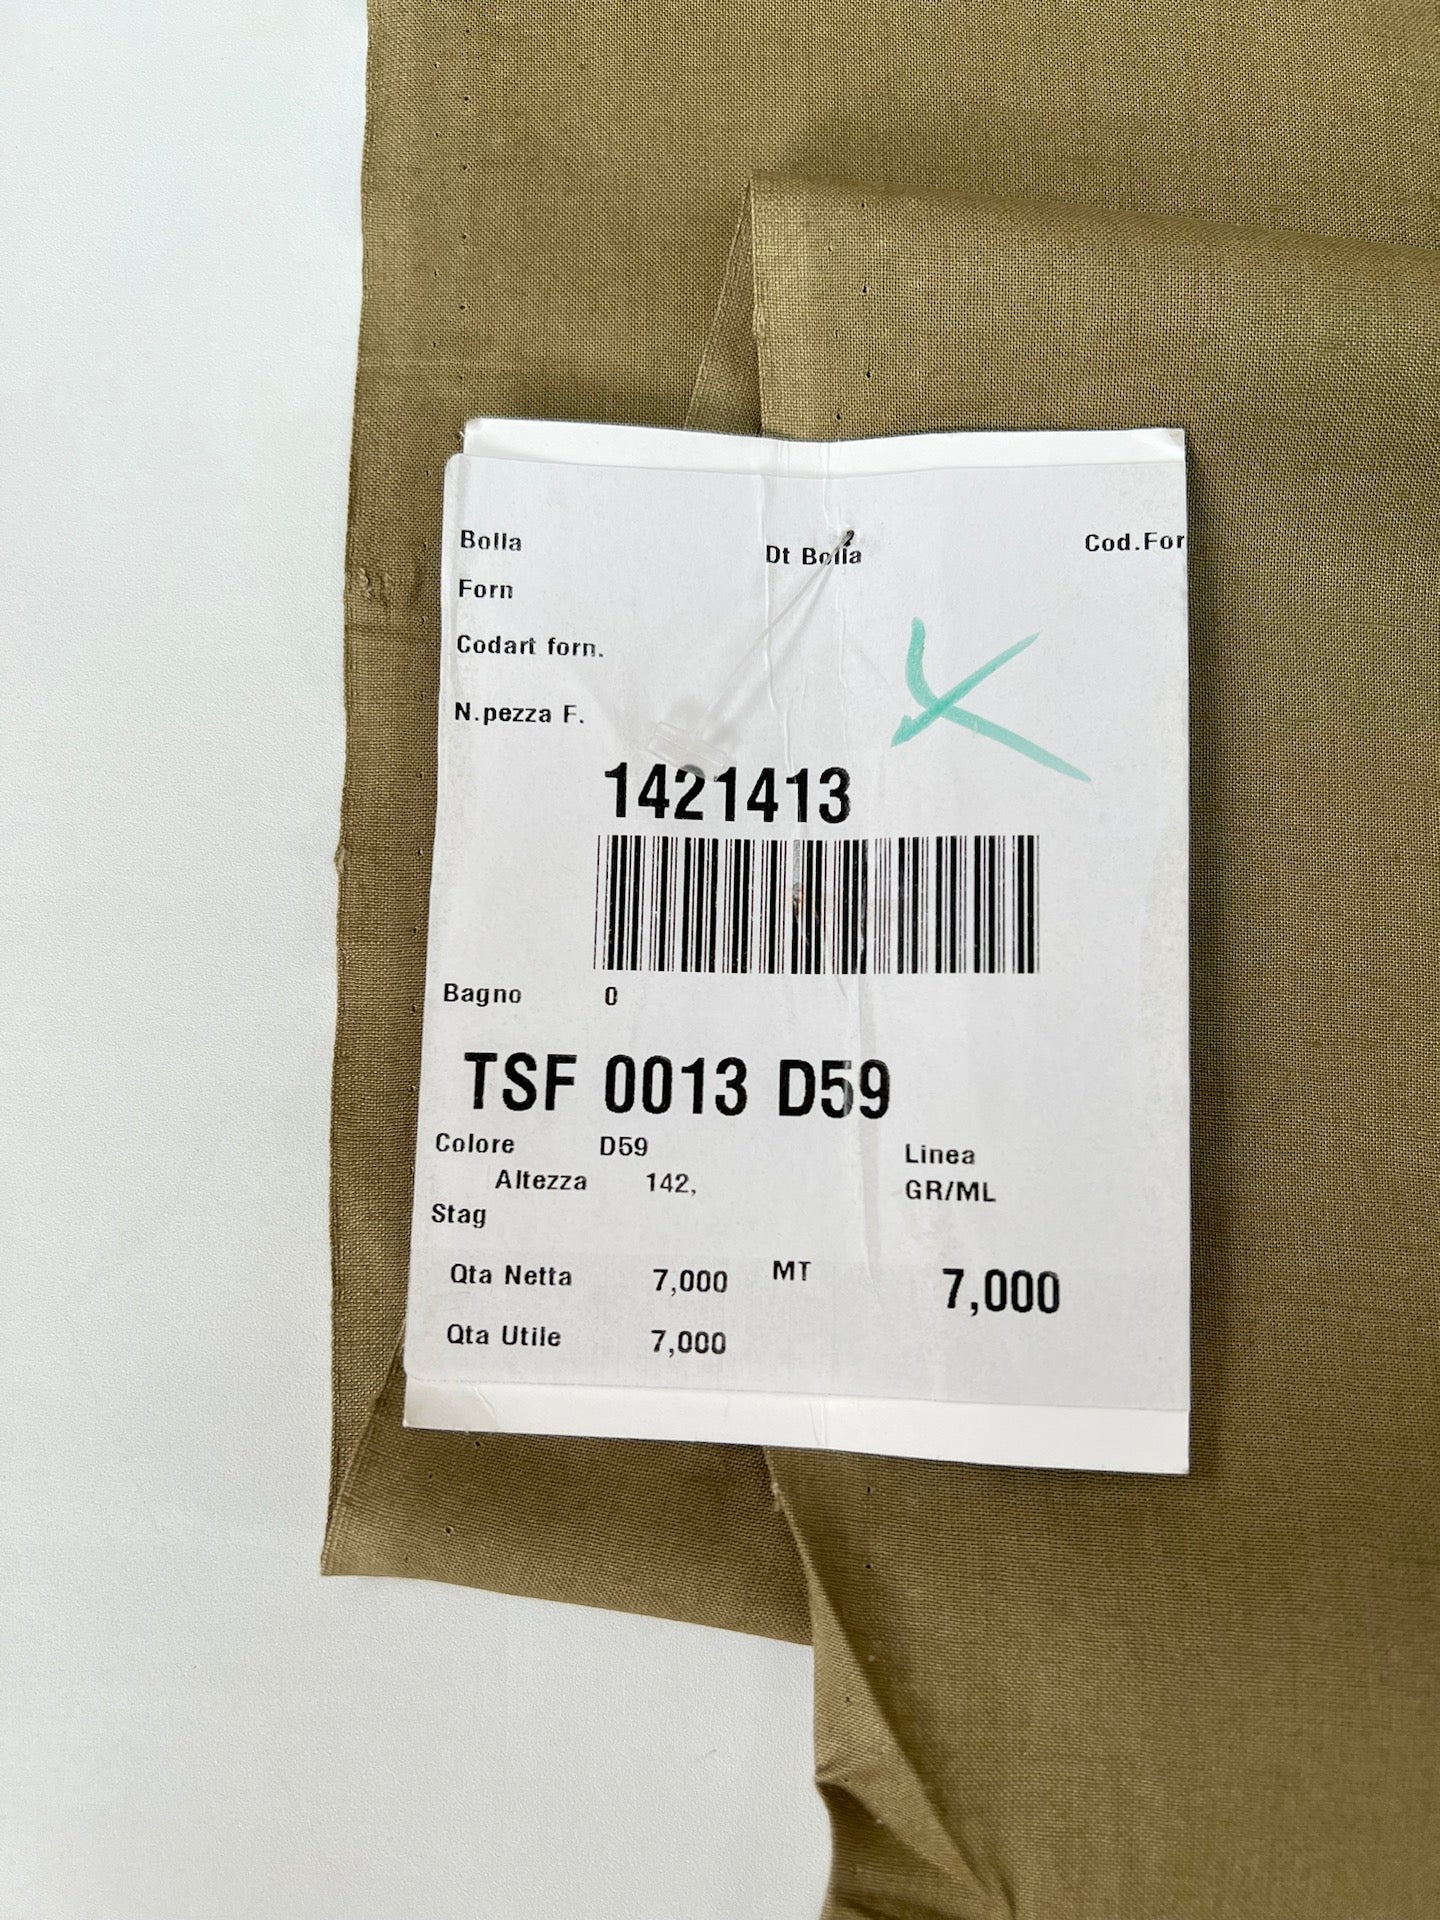 Bolla Dt Bolla Cod.For
Forn
Codart forn.
N.pezza F.
1421413
Bagno 0
TSF 0013 D59
Colore D59 Linea
Altezza 142, GR/ML
Stag
Qta Netta 7,000 MT 7,000
Qta Utile 7,000